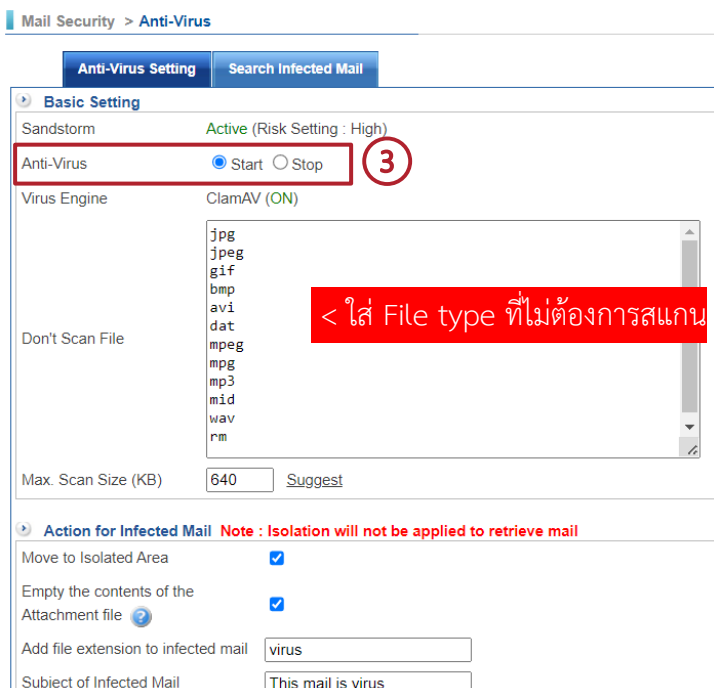 Mail Security > Anti-Virus
Anti-Virus Setting Search Infected Mail
Basic Setting
Sandstorm Active (Risk Setting : High)
Anti-Virus Start Stop 3
Virus Engine ClamAV (ON)
Don't Scan File
jpg
jpeg
gif
bmp
avi
dat
mpeg
mpg
mp3
mid
wav
rm
< ใส่ File type ที่ไม่ต้องการสแกน
Max. Scan Size (KB) 640 Suggest
Action for Infected Mail Note : Isolation will not be applied to retrieve mail
Move to Isolated Area
Empty the contents of the
Attachment file ?
Add file extension to infected mail virus
Subject of Infected Mail This mail is virus